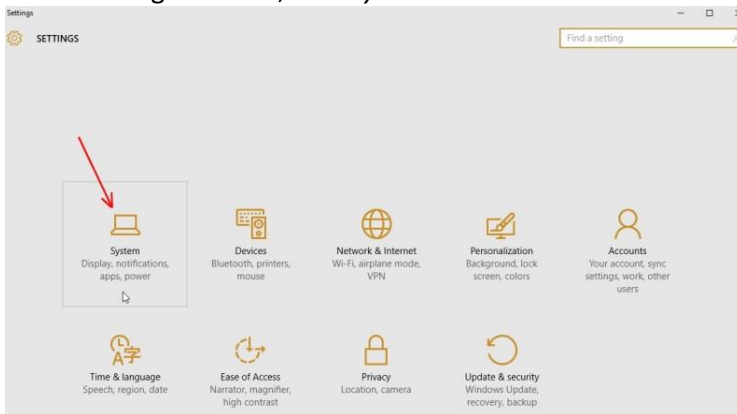 Settings
SETTINGS
Find a setting
System
Display, notifications,
apps, power
Devices
Bluetooth, printers,
mouse
Network & Internet
Wi-Fi, airplane mode,
VPN
Personalization
Background, lock
screen, colors
Accounts
Your account, sync
settings, work, other
users
Time & language
Speech, region, date
Ease of Access
Narrator, magnifier,
high contrast
Privacy
Location, camera
Update & security
Windows Update,
recovery, backup